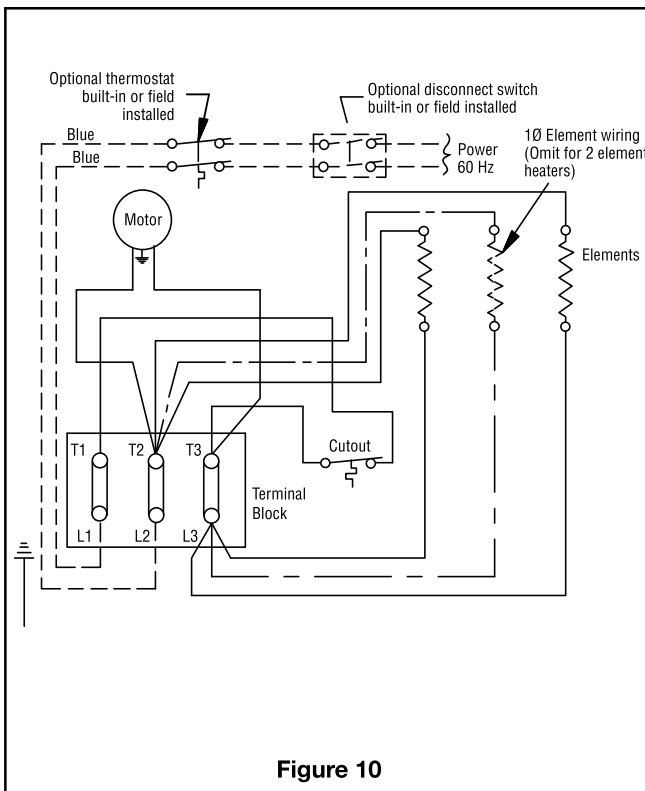 Optional thermostat
built-in or field
installed
Optional disconnect switch
built-in or field installed
Blue
Blue
Power
60 Hz
1Ø Element wiring
(Omit for 2 element
heaters)
Motor
Elements
Cutout
T1 T2 T3
Terminal
Block
L1 L2 L3
Figure 10